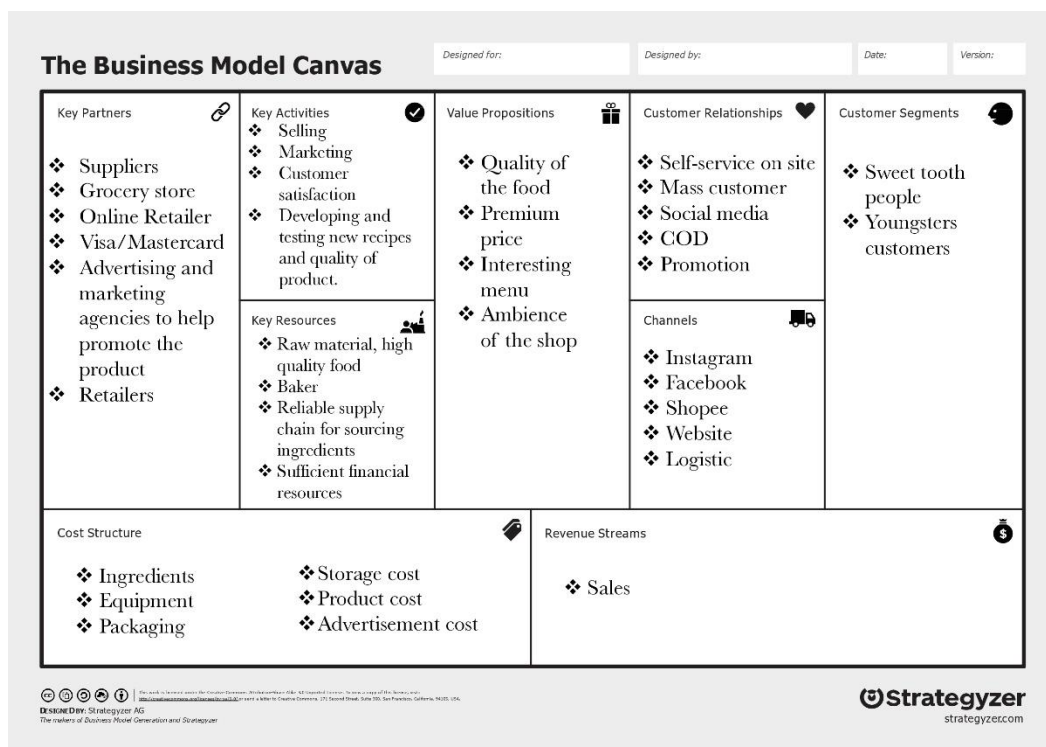 The Business Model Canvas
Designed for:
Designed by:
Date:
Version:
Key Partners
❖ Suppliers
❖ Grocery store
❖ Online Retailer
❖ Visa/Mastercard
❖ Advertising and
marketing
agencies to help
promote the
product
❖ Retailers
Key Activities
❖ Selling
❖ Marketing
❖ Customer
satisfaction
❖ Developing and
testing new recipes
and quality of
product.
Key Resources
❖ Raw material, high
quality food
❖ Baker
❖ Reliable supply
chain for sourcing
ingredients
❖ Sufficient financial
resources
Value Propositions
❖ Quality of
the food
❖ Premium
price
❖ Interesting
menu
❖ Ambience
of the shop
Customer Relationships
❖ Self-service on site
❖ Mass customer
❖ Social media
❖ COD
❖ Promotion
Channels
❖ Instagram
❖ Facebook
❖ Shopee
❖ Website
❖ Logistic
Customer Segments
❖ Sweet tooth
people
❖ Youngsters
customers
Cost Structure
❖ Ingredients
❖ Equipment
❖ Packaging
❖ Storage cost
❖ Product cost
❖ Advertisement cost
Revenue Streams
$
❖ Sales
cc
DESIGNED BY: Strategyzer AG
The makers of Business Model Generation and Strategyzer
Strategyzer
strategyzer.com